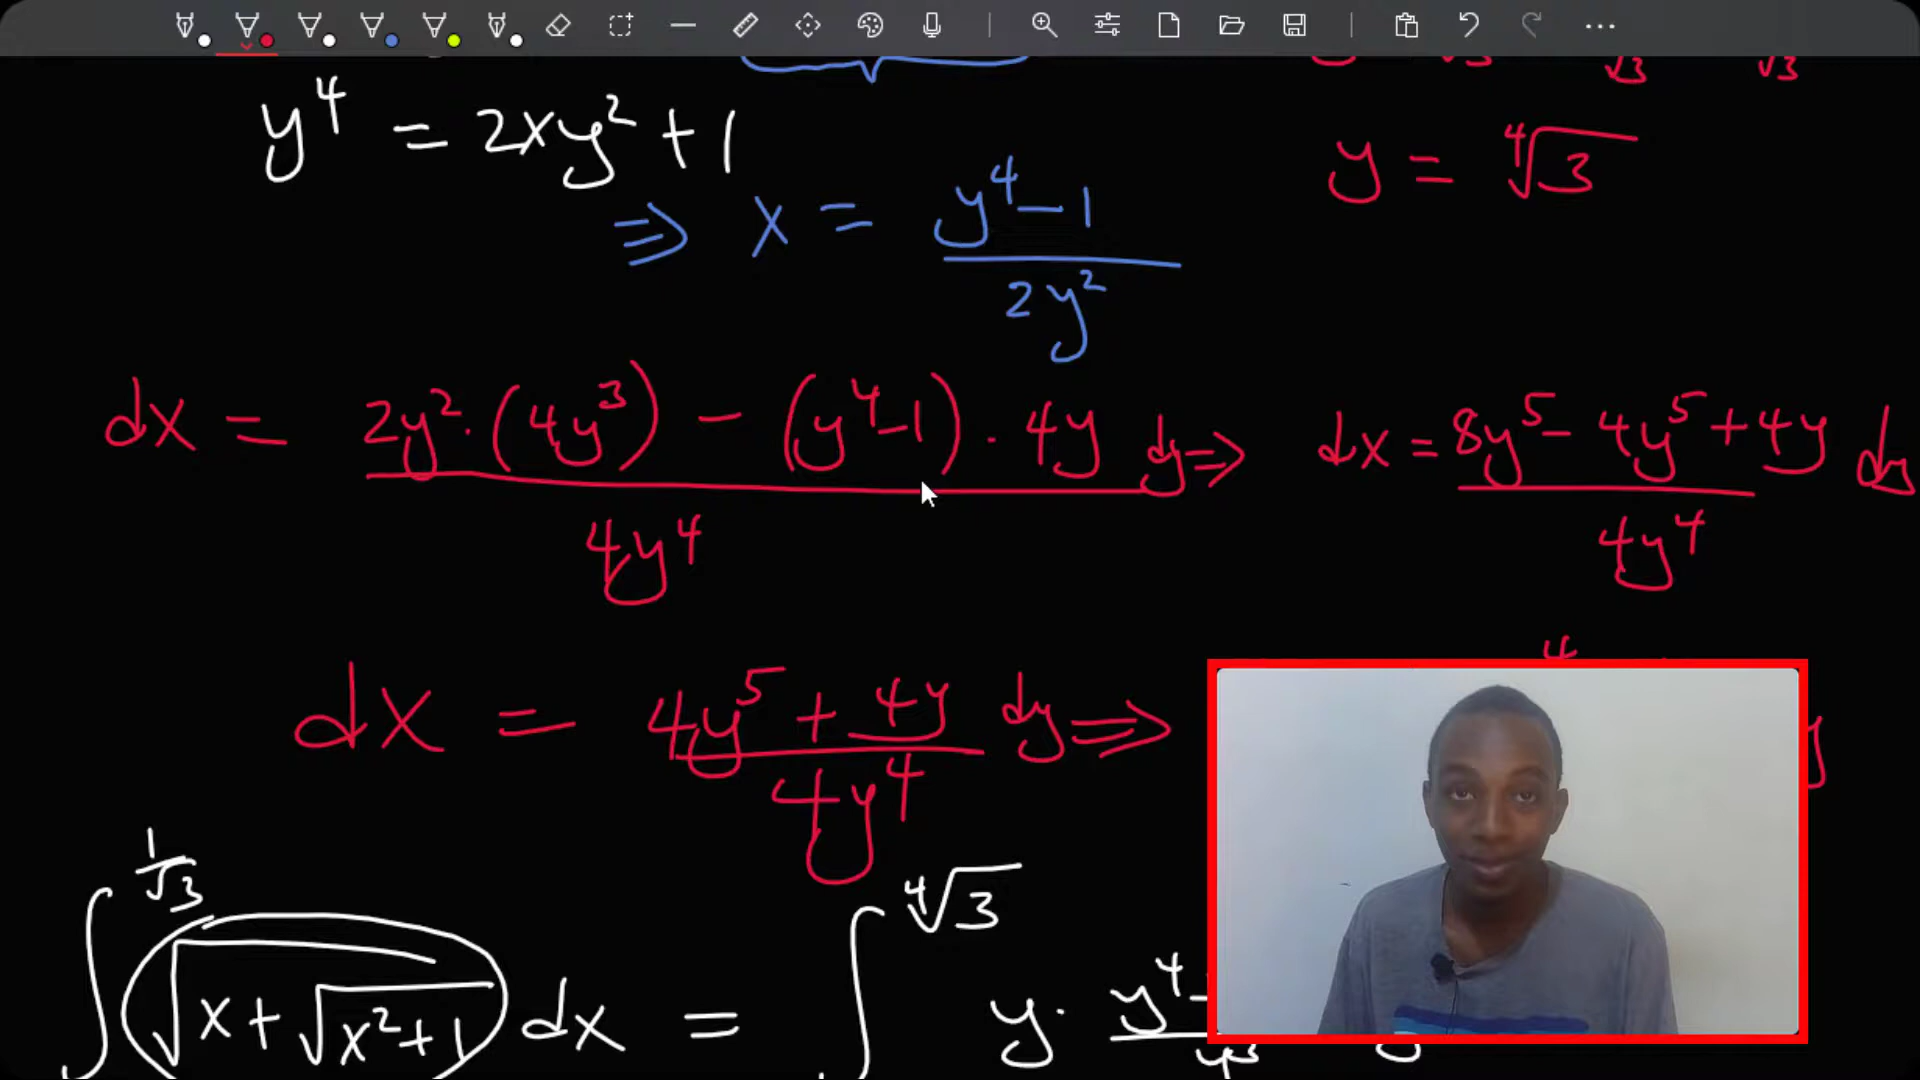 y⁴ = 2xy² + 1
y = ⁴√3
⇒ x = (y⁴ - 1) / 2y²
dx = (2y² · (4y³) - (y⁴ - 1) · 4y) / 4y⁴ dy ⇒ dx = (8y⁵ - 4y⁵ + 4y) / 4y⁴ dy
dx = (4y⁵ + 4y) / 4y⁴ dy ⇒
∫^(1/√3) √(x + √(x² + 1)) dx = ∫^(⁴√3) y ·